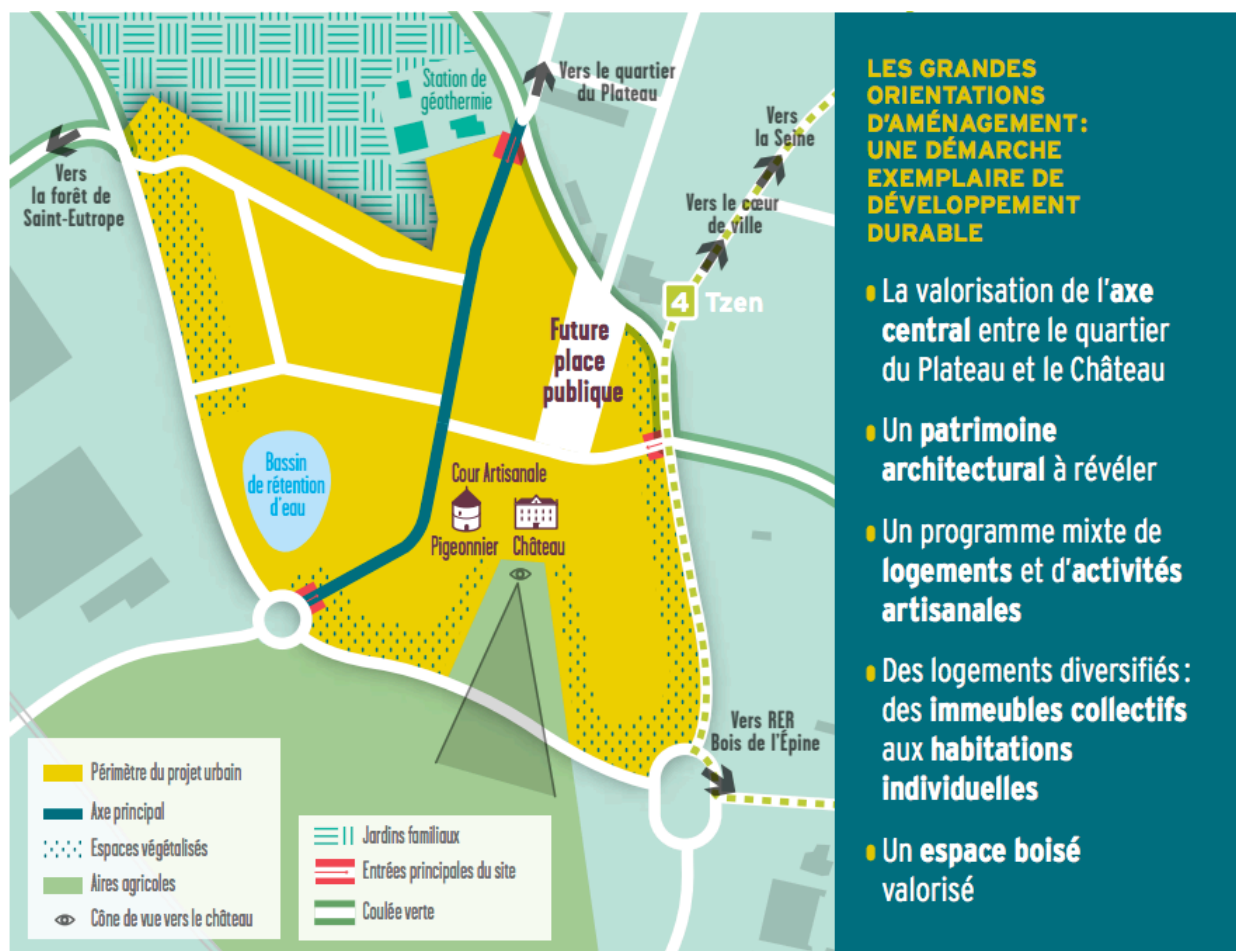 Station de
géothermie
Vers le quartier
du Plateau
Vers
la Seine
Vers
la forêt de
Saint-Eutrope
Vers le cœur
de ville
4 Tzen
Future
place
publique
Bassin
de rétention
d'eau
Cour Artisanale
Pigeonnier
Château
Vers RER
Bois de l'Épine
Périmètre du projet urbain
Axe principal
Espaces végétalisés
Aires agricoles
Cône de vue vers le château
Jardins familiaux
Entrées principales du site
Coulée verte
LES GRANDES
ORIENTATIONS
D'AMÉNAGEMENT :
UNE DÉMARCHE
EXEMPLAIRE DE
DÉVELOPPEMENT
DURABLE
La valorisation de l'axe
central entre le quartier
du Plateau et le Château
Un patrimoine
architectural à révéler
Un programme mixte de
logements et d'activités
artisanales
Des logements diversifiés :
des immeubles collectifs
aux habitations
individuelles
Un espace boisé
valorisé